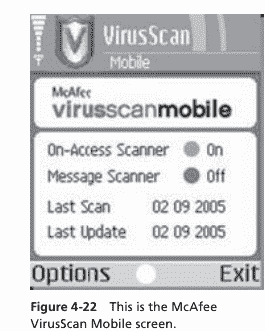 VirusScan
Mobile
McAfee
virusscanmobile
On-Access Scanner On
Message Scanner Off
Last Scan 02 09 2005
Last Update 02 09 2005
Options Exit
Figure 4-22 This is the McAfee
VirusScan Mobile screen.